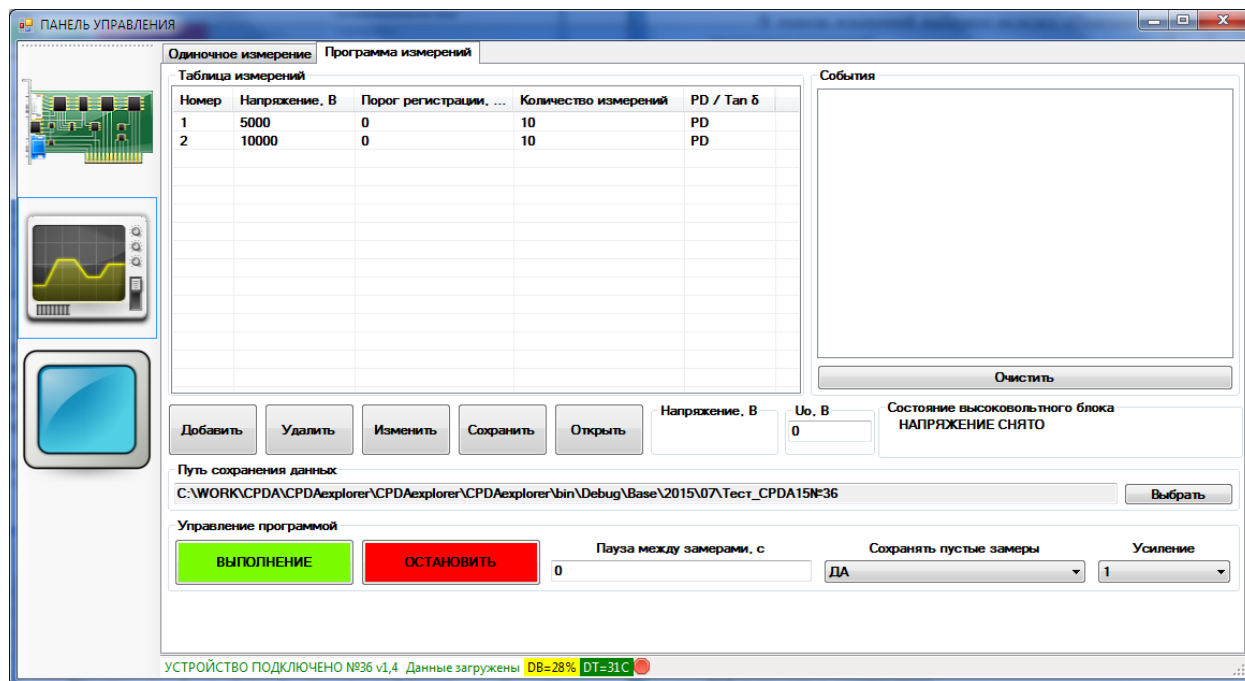 ПАНЕЛЬ УПРАВЛЕНИЯ
Одиночное измерение Программа измерений
Таблица измерений
Номер Напряжение, В Порог регистрации, ... Количество измерений PD / Tan δ
1 5000 0 10 PD
2 10000 0 10 PD
События
Очистить
Добавить Удалить Изменить Сохранить Открыть
Напряжение, В
Uo, В
0
Состояние высоковольтного блока
НАПРЯЖЕНИЕ СНЯТО
Путь сохранения данных
C:\WORK\CPDA\CPDAexplorer\CPDAexplorer\CPDAexplorer\bin\Debug\Base\2015\07\Тест_CPDA15№36 Выбрать
Управление программой
ВЫПОЛНЕНИЕ ОСТАНОВИТЬ
Пауза между замерами, с
0
Сохранять пустые замеры
ДА
Усиление
1
УСТРОЙСТВО ПОДКЛЮЧЕНО №36 v1,4 Данные загружены DB=28% DT=31C